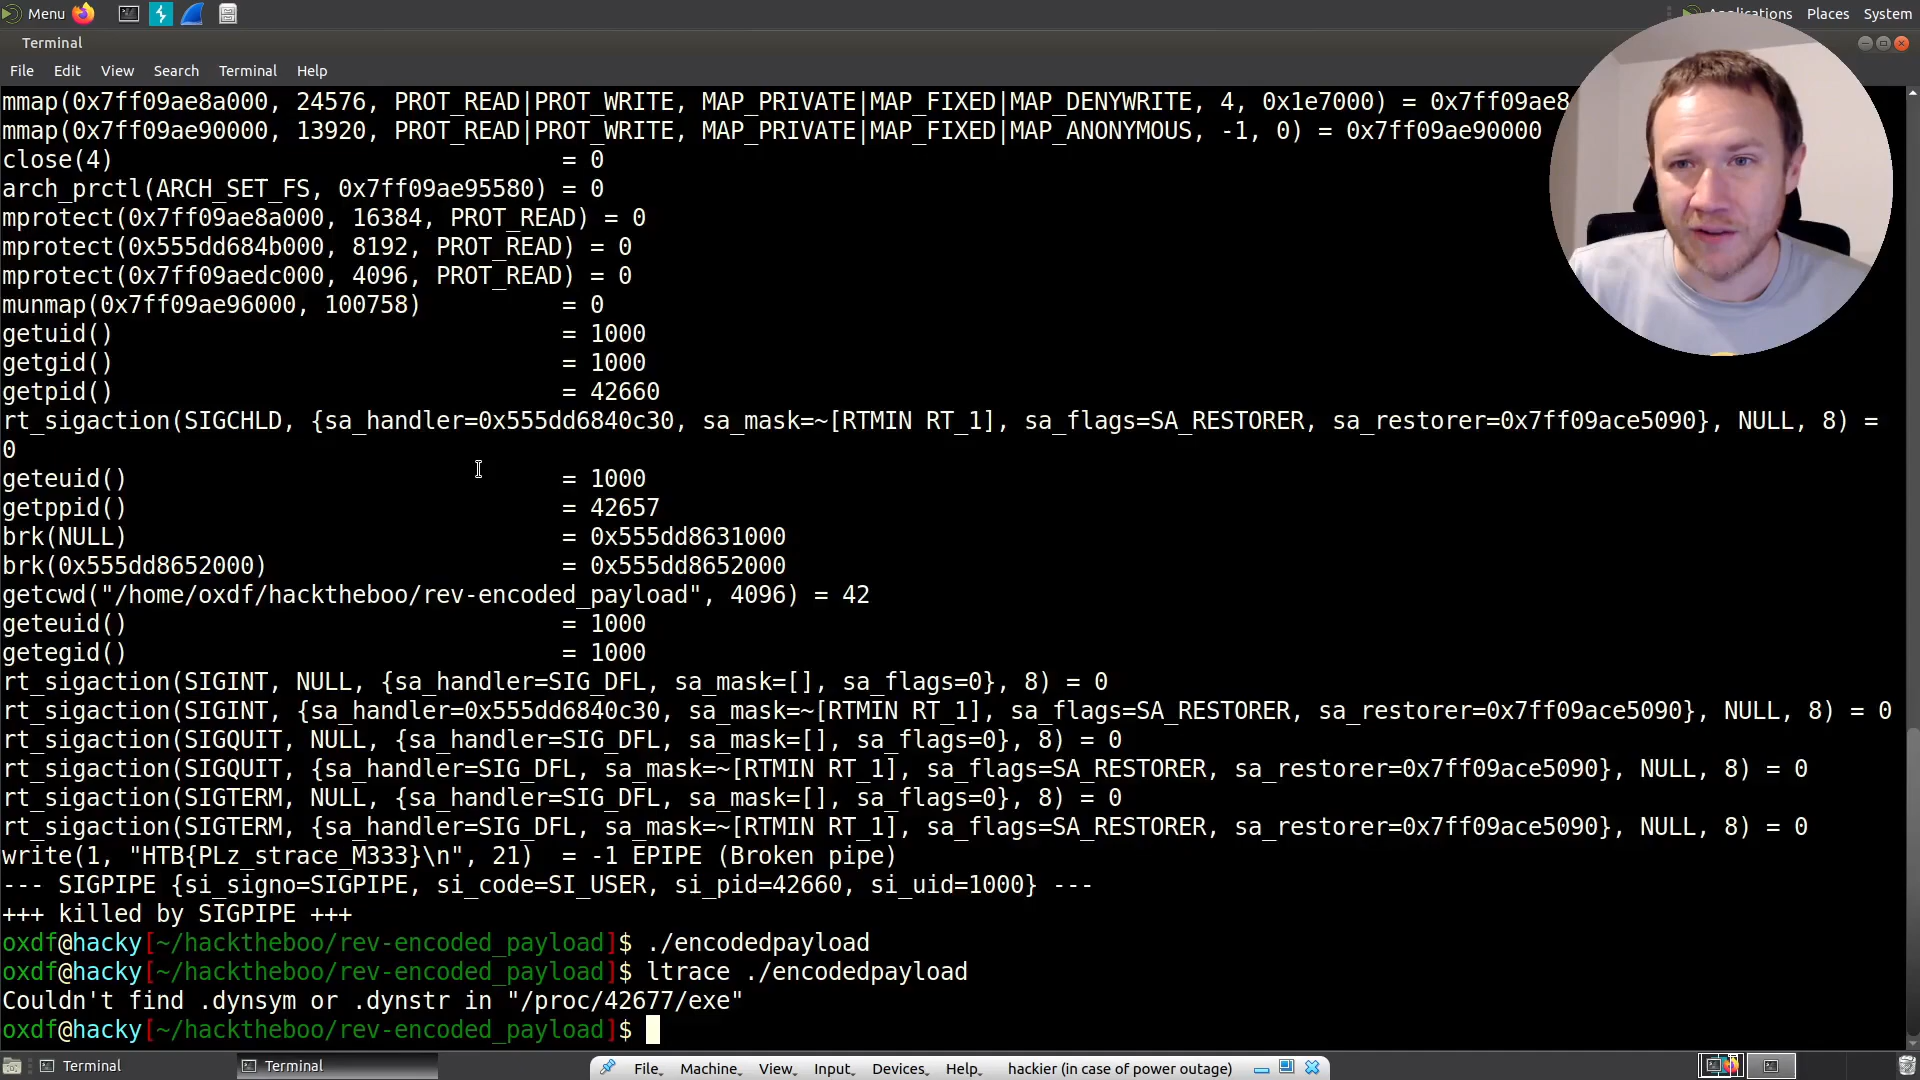 Menu
Applications Places System
Terminal
File Edit View Search Terminal Help
mmap(0x7ff09ae8a000, 24576, PROT_READ|PROT_WRITE, MAP_PRIVATE|MAP_FIXED|MAP_DENYWRITE, 4, 0x1e7000) = 0x7ff09ae8
mmap(0x7ff09ae90000, 13920, PROT_READ|PROT_WRITE, MAP_PRIVATE|MAP_FIXED|MAP_ANONYMOUS, -1, 0) = 0x7ff09ae90000
close(4) = 0
arch_prctl(ARCH_SET_FS, 0x7ff09ae95580) = 0
mprotect(0x7ff09ae8a000, 16384, PROT_READ) = 0
mprotect(0x555dd684b000, 8192, PROT_READ) = 0
mprotect(0x7ff09aedc000, 4096, PROT_READ) = 0
munmap(0x7ff09ae96000, 100758) = 0
getuid() = 1000
getgid() = 1000
getpid() = 42660
rt_sigaction(SIGCHLD, {sa_handler=0x555dd6840c30, sa_mask=~[RTMIN RT_1], sa_flags=SA_RESTORER, sa_restorer=0x7ff09ace5090}, NULL, 8) =
0
geteuid() = 1000
getppid() = 42657
brk(NULL) = 0x555dd8631000
brk(0x555dd8652000) = 0x555dd8652000
getcwd("/home/oxdf/hacktheboo/rev-encoded_payload", 4096) = 42
geteuid() = 1000
getegid() = 1000
rt_sigaction(SIGINT, NULL, {sa_handler=SIG_DFL, sa_mask=[], sa_flags=0}, 8) = 0
rt_sigaction(SIGINT, {sa_handler=0x555dd6840c30, sa_mask=~[RTMIN RT_1], sa_flags=SA_RESTORER, sa_restorer=0x7ff09ace5090}, NULL, 8) = 0
rt_sigaction(SIGQUIT, NULL, {sa_handler=SIG_DFL, sa_mask=[], sa_flags=0}, 8) = 0
rt_sigaction(SIGQUIT, {sa_handler=SIG_DFL, sa_mask=~[RTMIN RT_1], sa_flags=SA_RESTORER, sa_restorer=0x7ff09ace5090}, NULL, 8) = 0
rt_sigaction(SIGTERM, NULL, {sa_handler=SIG_DFL, sa_mask=[], sa_flags=0}, 8) = 0
rt_sigaction(SIGTERM, {sa_handler=SIG_DFL, sa_mask=~[RTMIN RT_1], sa_flags=SA_RESTORER, sa_restorer=0x7ff09ace5090}, NULL, 8) = 0
write(1, "HTB{PLz_strace_M333}\n", 21) = -1 EPIPE (Broken pipe)
--- SIGPIPE {si_signo=SIGPIPE, si_code=SI_USER, si_pid=42660, si_uid=1000} ---
+++ killed by SIGPIPE +++
oxdf@hacky[~/hacktheboo/rev-encoded_payload]$ ./encodedpayload
oxdf@hacky[~/hacktheboo/rev-encoded_payload]$ ltrace ./encodedpayload
Couldn't find .dynsym or .dynstr in "/proc/42677/exe"
oxdf@hacky[~/hacktheboo/rev-encoded_payload]$
Terminal Terminal
File Machine View Input Devices Help hackier (in case of power outage)